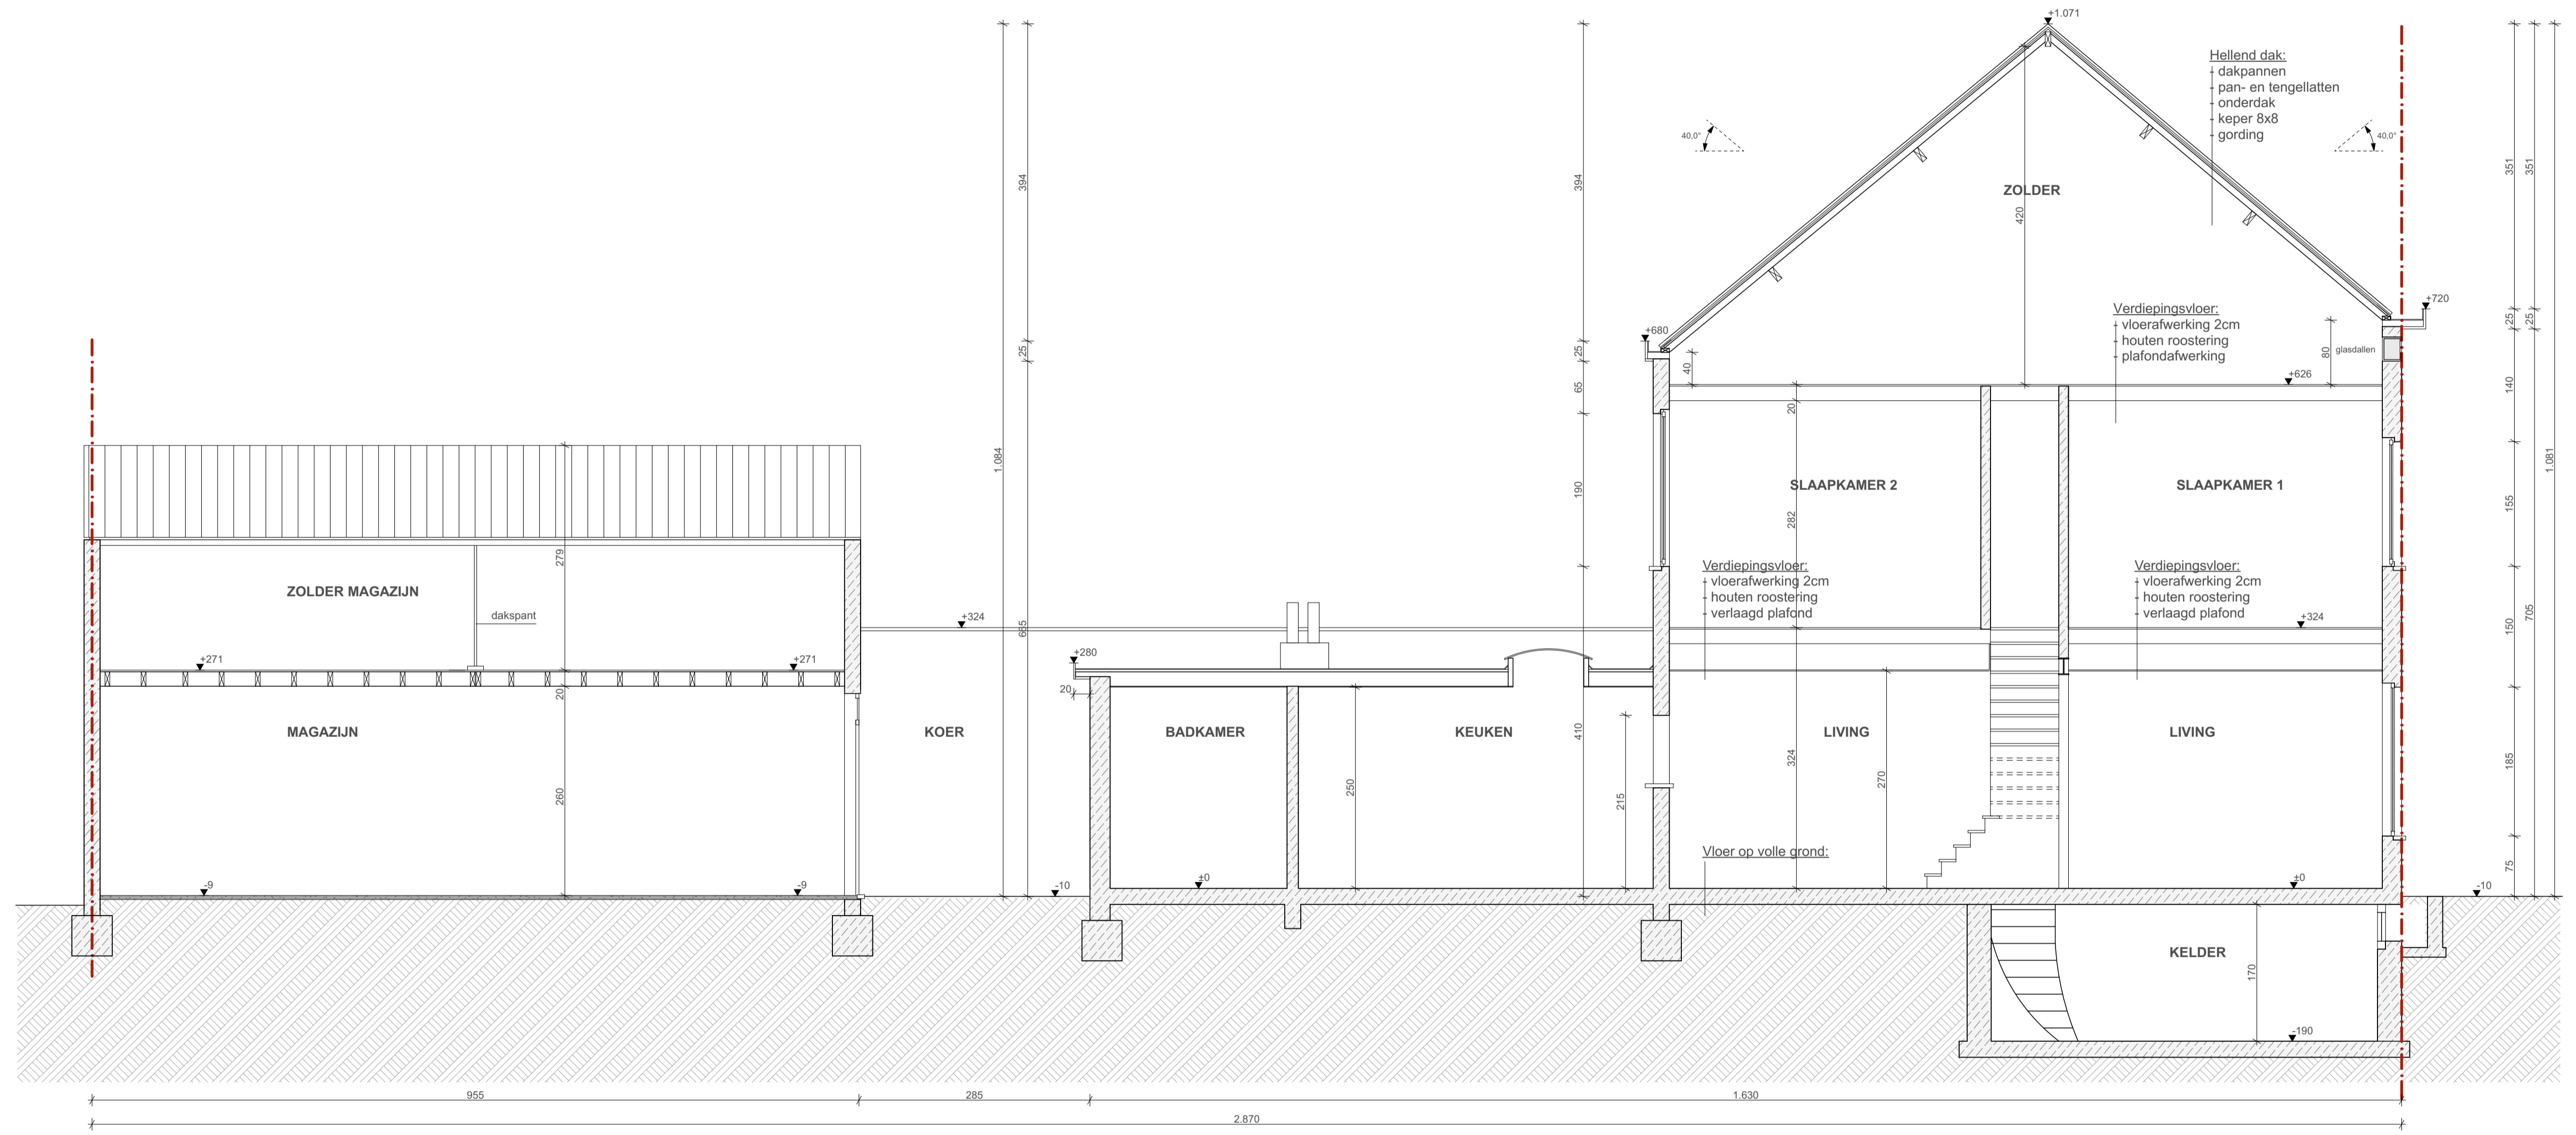 +1.071
Hellend dak:
dakpannen
pan- en tengellatten
onderdak
keper 8x8
gording
40,0°
40,0°
394
394
351
351
ZOLDER
420
+720
+680
Verdiepingsvloer:
vloerafwerking 2cm
houten roostering
plafondafwerking
25
25
25
25
80
glasdallen
40
65
+626
140
20
1.084
1.081
190
SLAAPKAMER 2
SLAAPKAMER 1
155
282
279
ZOLDER MAGAZIJN
dakspant
Verdiepingsvloer:
vloerafwerking 2cm
houten roostering
verlaagd plafond
Verdiepingsvloer:
vloerafwerking 2cm
houten roostering
verlaagd plafond
705
+324
+324
665
150
+271
+271
+280
20
20
MAGAZIJN
KOER
BADKAMER
KEUKEN
410
LIVING
LIVING
324
270
185
260
250
215
Vloer op volle grond:
75
-9
-9
-10
±0
±0
-10
KELDER
170
-190
955
285
1.630
2.870